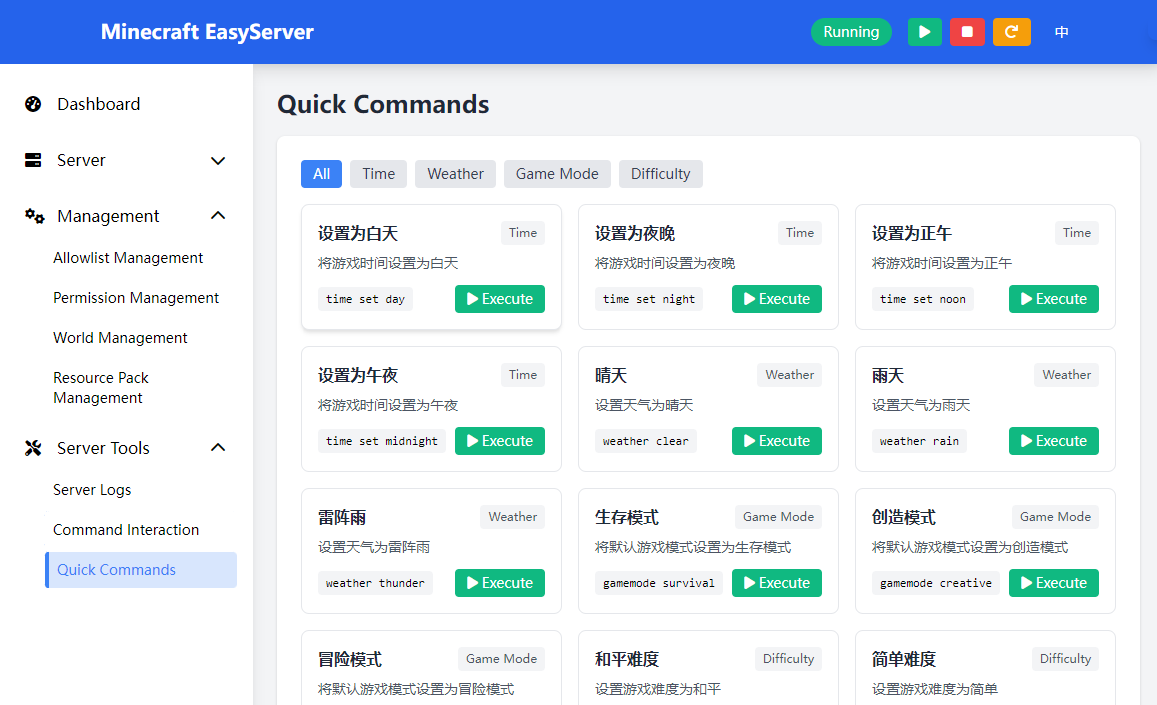 Minecraft EasyServer
Running
中
Dashboard
Server
Management
Allowlist Management
Permission Management
World Management
Resource Pack
Management
Server Tools
Server Logs
Command Interaction
Quick Commands
Quick Commands
All Time Weather Game Mode Difficulty
设置为白天 Time
将游戏时间设置为白天
time set day Execute
设置为夜晚 Time
将游戏时间设置为夜晚
time set night Execute
设置为正午 Time
将游戏时间设置为正午
time set noon Execute
设置为午夜 Time
将游戏时间设置为午夜
time set midnight Execute
晴天 Weather
设置天气为晴天
weather clear Execute
雨天 Weather
设置天气为雨天
weather rain Execute
雷阵雨 Weather
设置天气为雷阵雨
weather thunder Execute
生存模式 Game Mode
将默认游戏模式设置为生存模式
gamemode survival Execute
创造模式 Game Mode
将默认游戏模式设置为创造模式
gamemode creative Execute
冒险模式 Game Mode
将默认游戏模式设置为冒险模式
和平难度 Difficulty
设置游戏难度为和平
简单难度 Difficulty
设置游戏难度为简单